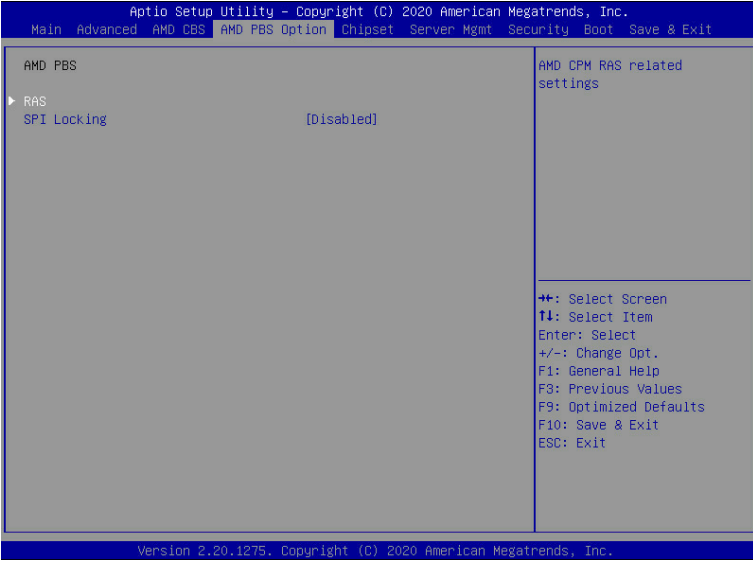 Aptio Setup Utility – Copyright (C) 2020 American Megatrends, Inc.
Main Advanced AMD CBS AMD PBS Option Chipset Server Mgmt Security Boot Save & Exit
AMD PBS
RAS
SPI Locking [Disabled]
AMD CPM RAS related
settings
→←: Select Screen
↑↓: Select Item
Enter: Select
+/-: Change Opt.
F1: General Help
F3: Previous Values
F9: Optimized Defaults
F10: Save & Exit
ESC: Exit
Version 2.20.1275. Copyright (C) 2020 American Megatrends, Inc.